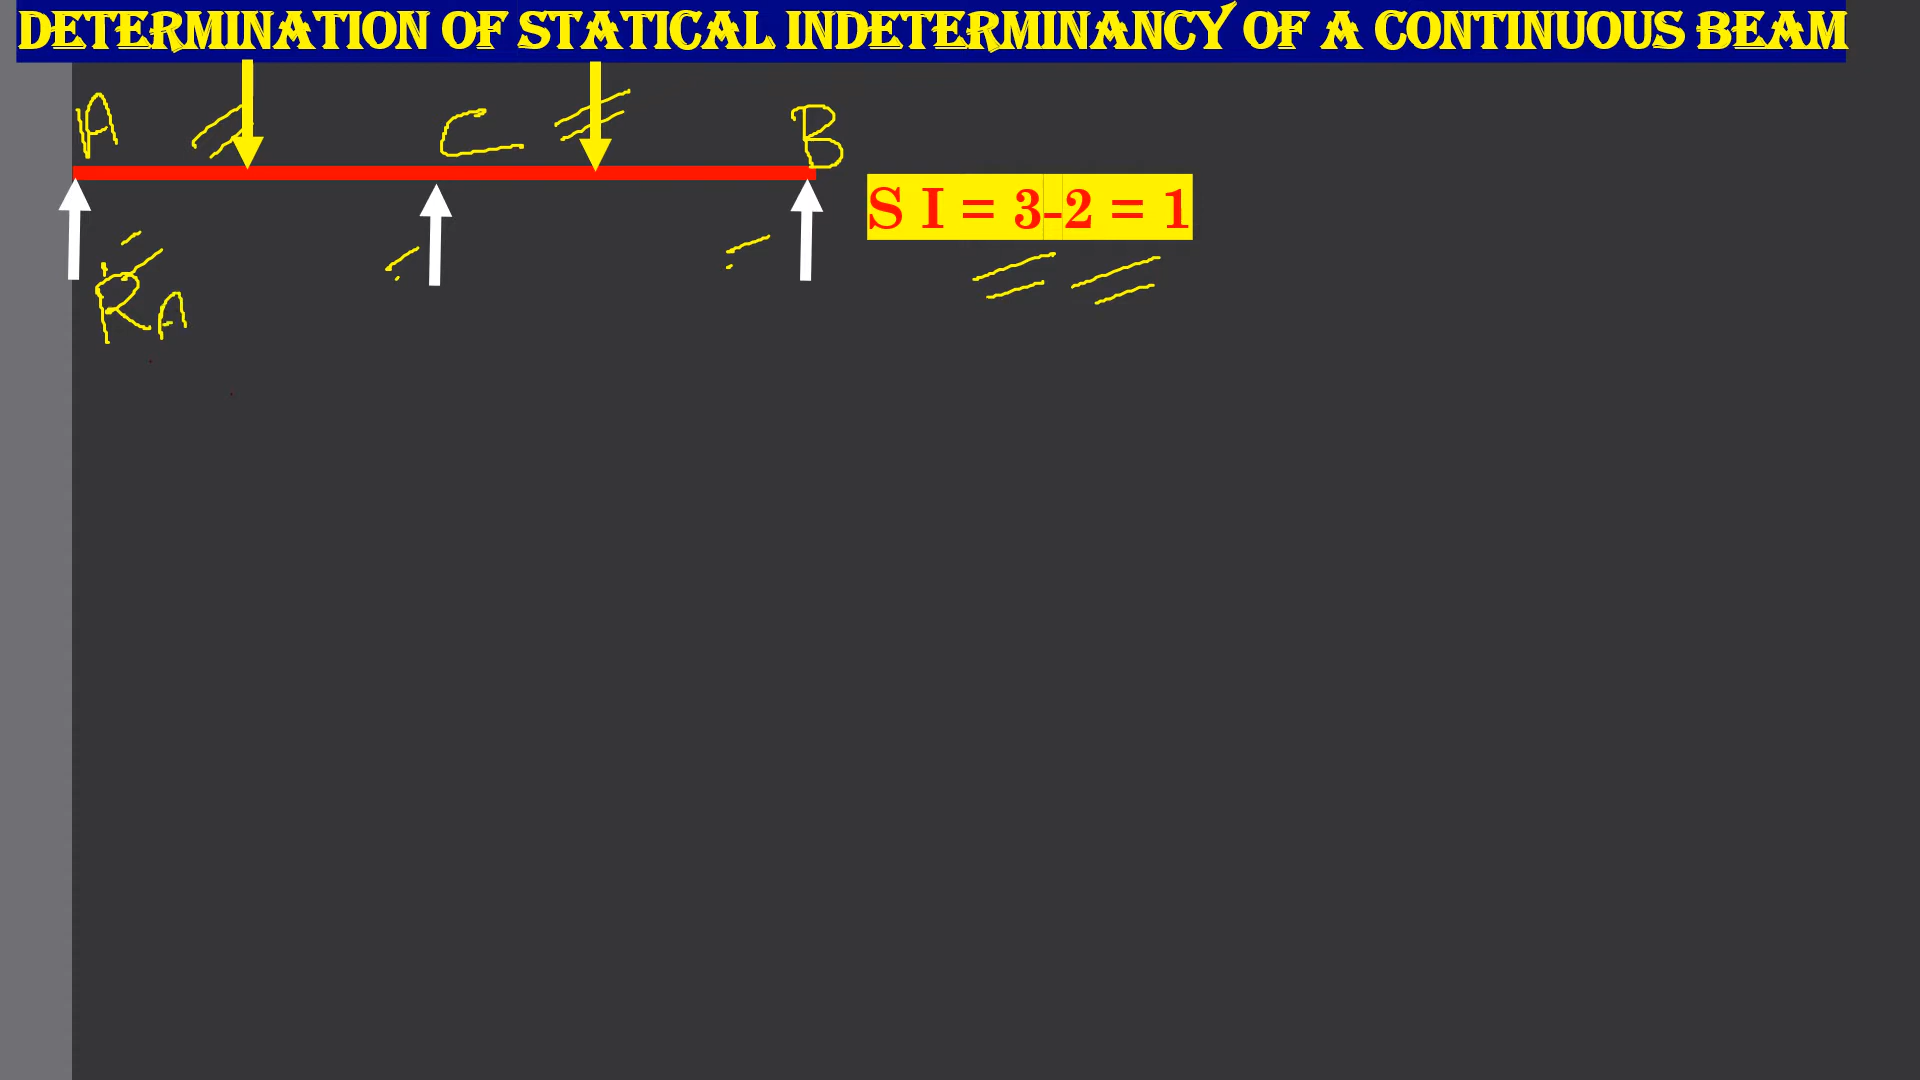 DETERMINATION OF STATICAL INDETERMINANCY OF A CONTINUOUS BEAM
A C B
S I = 3-2 = 1
RA